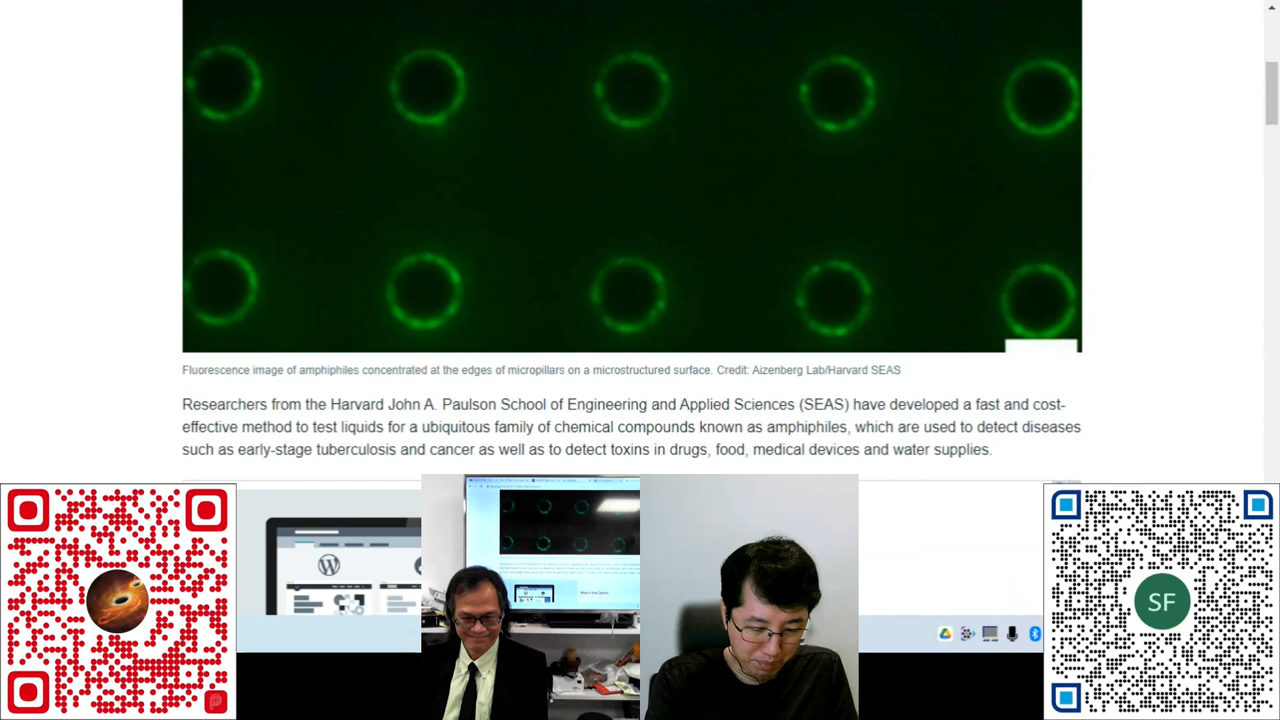 Fluorescence image of amphiphiles concentrated at the edges of micropillars on a microstructured surface. Credit: Aizenberg Lab/Harvard SEAS
Researchers from the Harvard John A. Paulson School of Engineering and Applied Sciences (SEAS) have developed a fast and cost-
effective method to test liquids for a ubiquitous family of chemical compounds known as amphiphiles, which are used to detect diseases
such as early-stage tuberculosis and cancer as well as to detect toxins in drugs, food, medical devices and water supplies.
SF